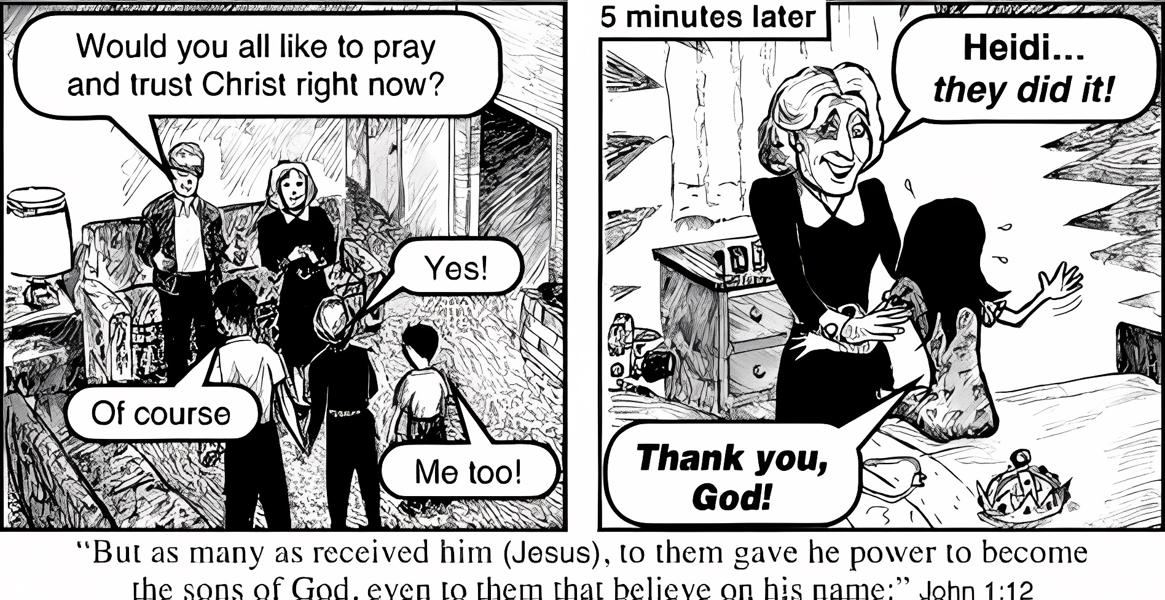 Would you all like to pray
and trust Christ right now?
Yes!
Of course
Me too!
5 minutes later
Heidi...
they did it!
Thank you,
God!
“But as many as received him (Jesus), to them gave he power to become
the sons of God, even to them that believe on his name:” John 1:12